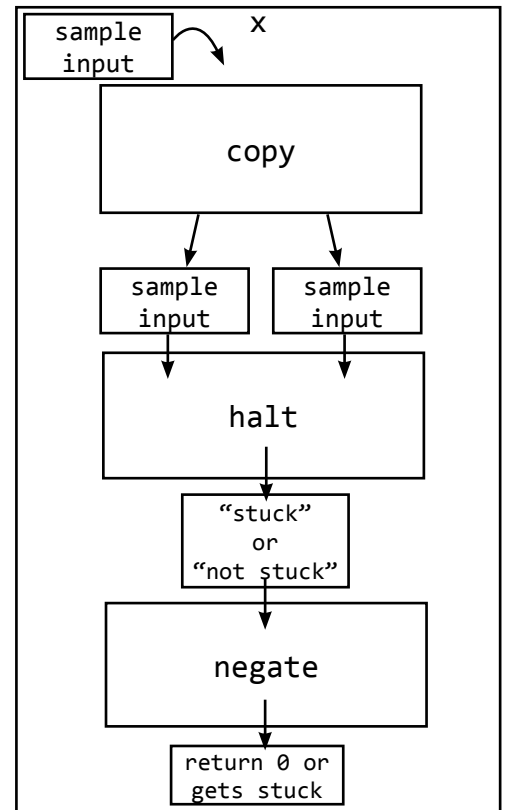 x
sample
input
copy
sample
input
sample
input
halt
“stuck”
or
“not stuck”
negate
return 0 or
gets stuck